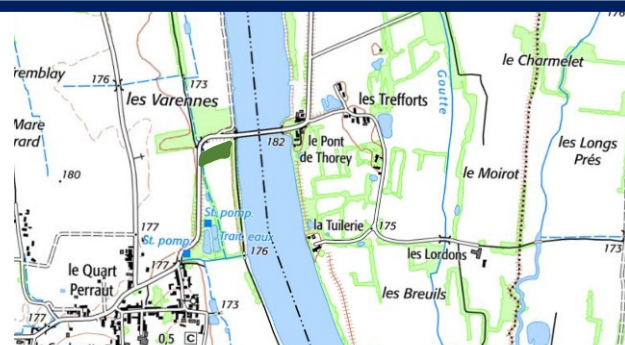 176
le Charmelet
remblay
176
173
les Varennes
Goutte
les Trefforts
Mare
rard
182
le Pont
de Thorey
les Longs
Prés
180
le Moirot
St. pomp.
177
la Tuilerie
175
Trait. eaux
St. pomp.
176
173
les Lordons
le Quart
Perraut
177
les Breuils
173
177
0,5
C